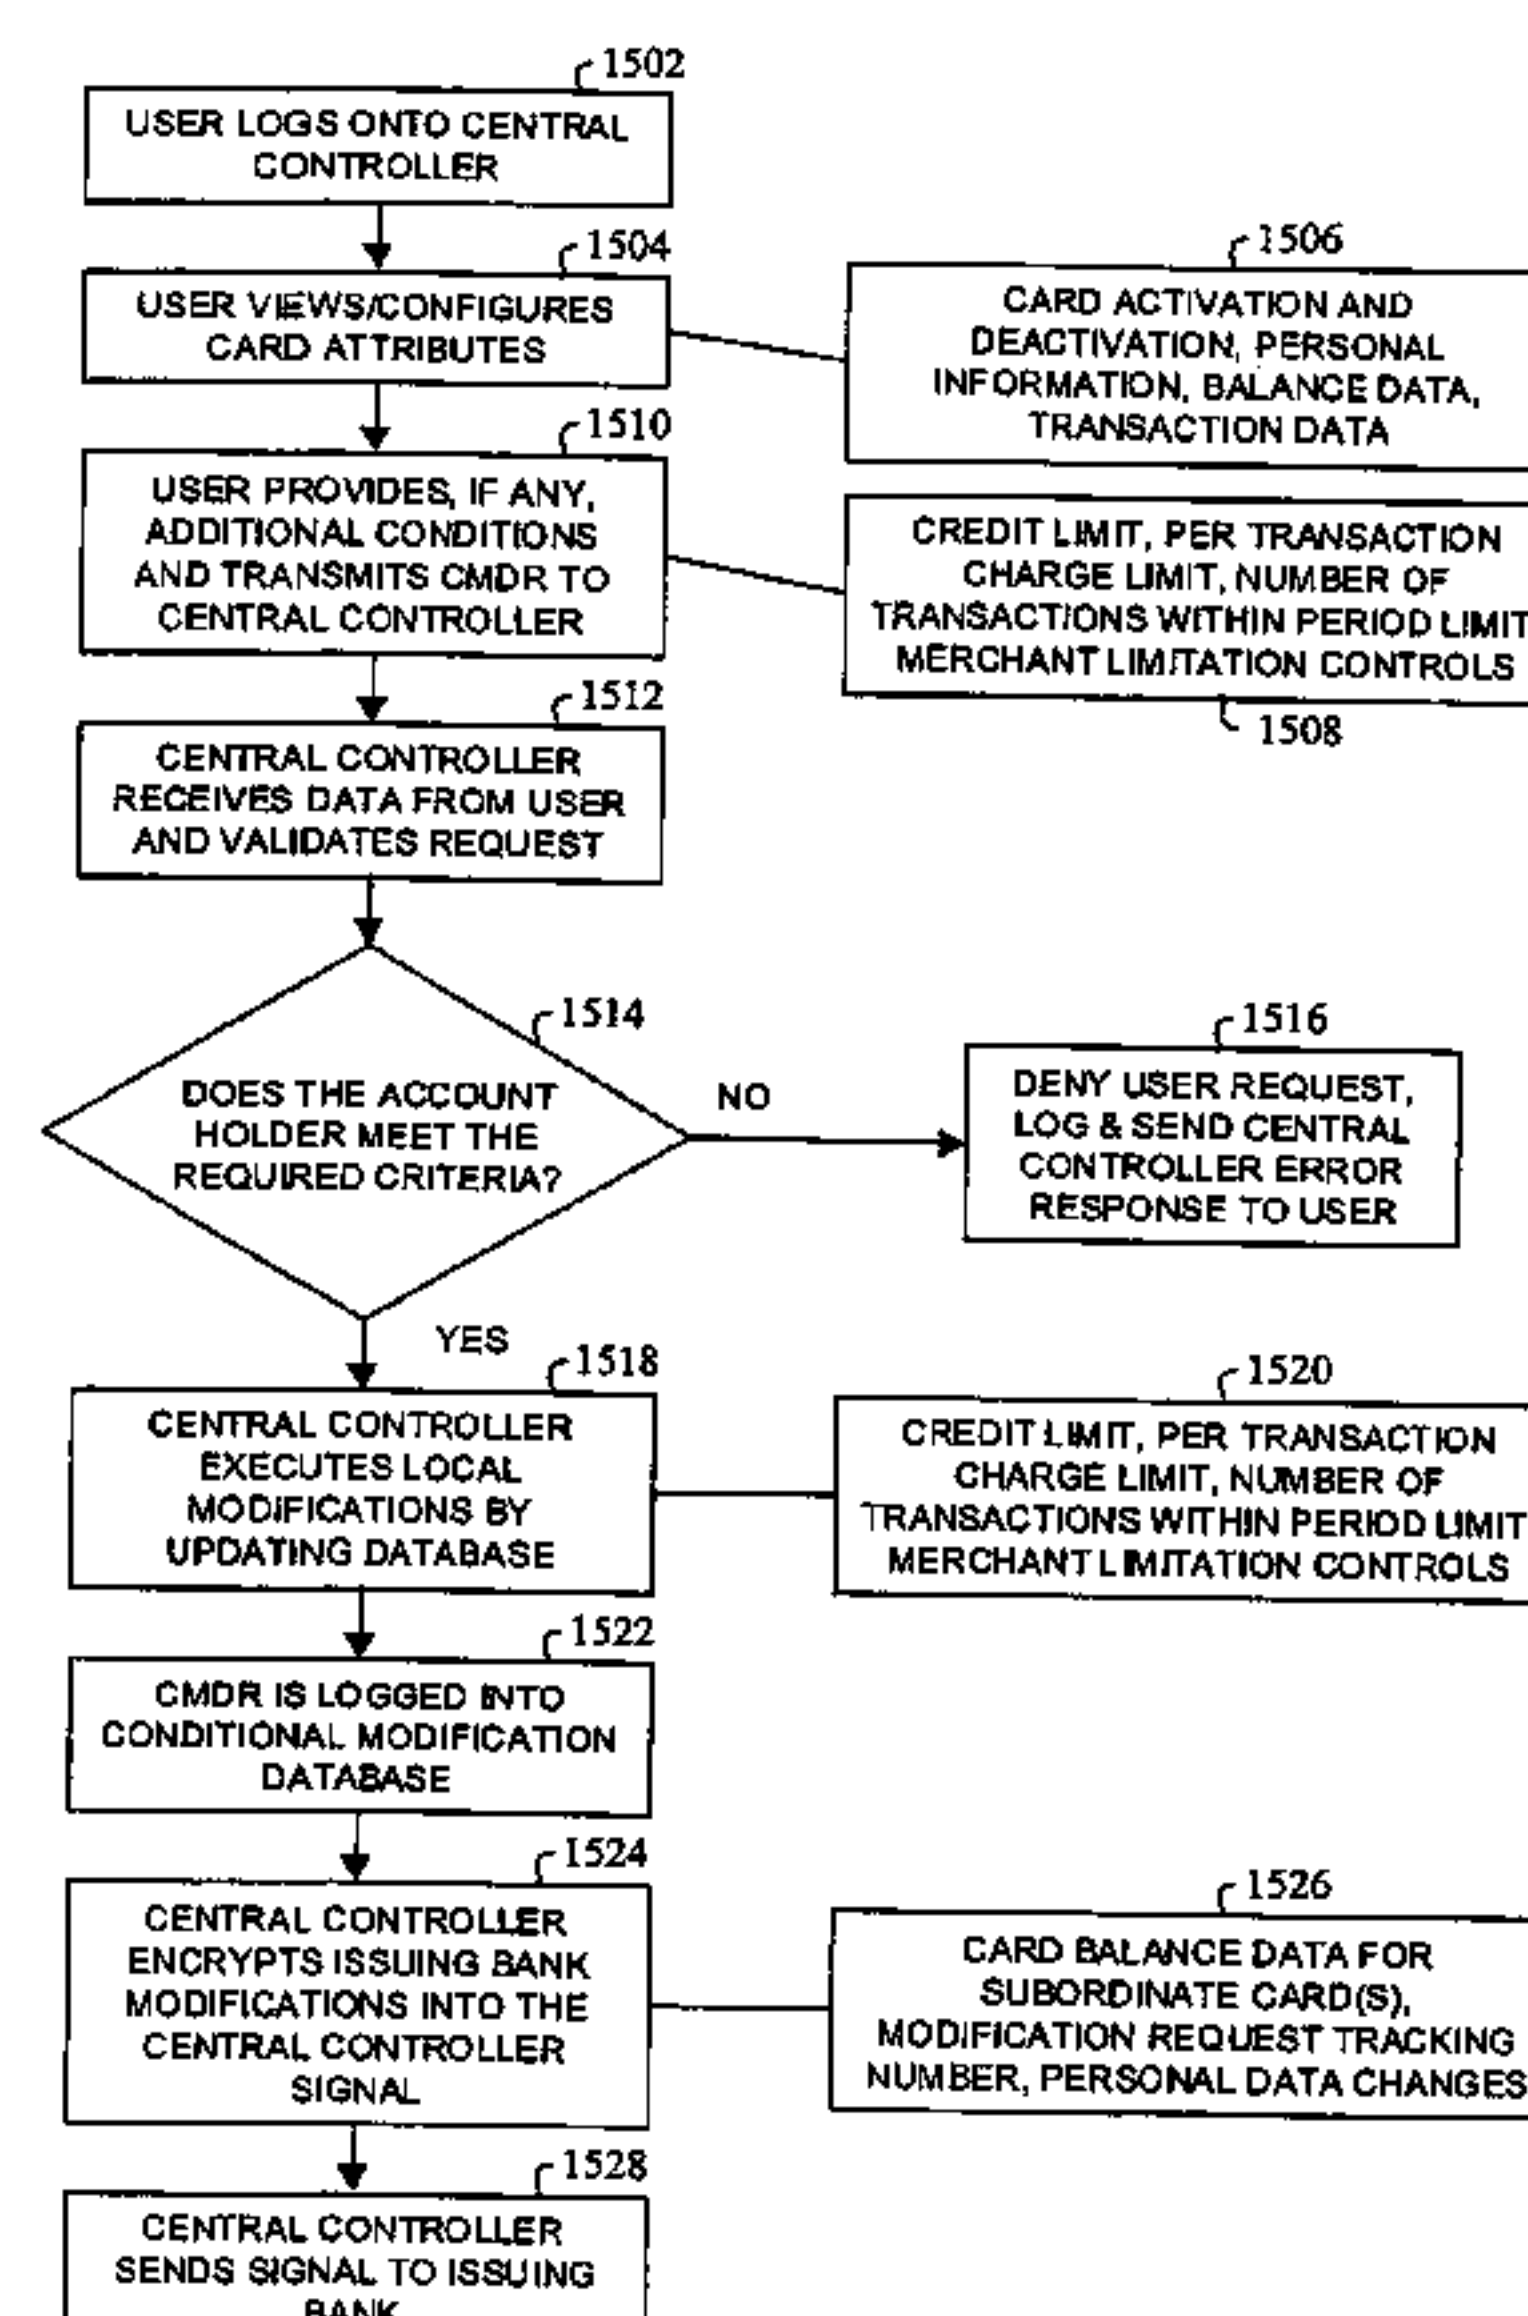 1502
USER LOGS ONTO CENTRAL
CONTROLLER
1504
USER VIEWS/CONFIGURES
CARD ATTRIBUTES
1506
CARD ACTIVATION AND
DEACTIVATION, PERSONAL
INFORMATION, BALANCE DATA,
TRANSACTION DATA
1510
USER PROVIDES, IF ANY,
ADDITIONAL CONDITIONS
AND TRANSMITS CMDR TO
CENTRAL CONTROLLER
CREDIT LIMIT, PER TRANSACTION
CHARGE LIMIT, NUMBER OF
TRANSACTIONS WITHIN PERIOD LIMIT
MERCHANT LIMITATION CONTROLS
1508
1512
CENTRAL CONTROLLER
RECEIVES DATA FROM USER
AND VALIDATES REQUEST
1514
DOES THE ACCOUNT
HOLDER MEET THE
REQUIRED CRITERIA?
NO
1516
DENY USER REQUEST,
LOG & SEND CENTRAL
CONTROLLER ERROR
RESPONSE TO USER
YES
1518
CENTRAL CONTROLLER
EXECUTES LOCAL
MODIFICATIONS BY
UPDATING DATABASE
1520
CREDIT LIMIT, PER TRANSACTION
CHARGE LIMIT, NUMBER OF
TRANSACTIONS WITHIN PERIOD LIMIT
MERCHANT LIMITATION CONTROLS
1522
CMDR IS LOGGED INTO
CONDITIONAL MODIFICATION
DATABASE
1524
CENTRAL CONTROLLER
ENCRYPTS ISSUING BANK
MODIFICATIONS INTO THE
CENTRAL CONTROLLER
SIGNAL
1526
CARD BALANCE DATA FOR
SUBORDINATE CARD(S),
MODIFICATION REQUEST TRACKING
NUMBER, PERSONAL DATA CHANGES
1528
CENTRAL CONTROLLER
SENDS SIGNAL TO ISSUING
BANK